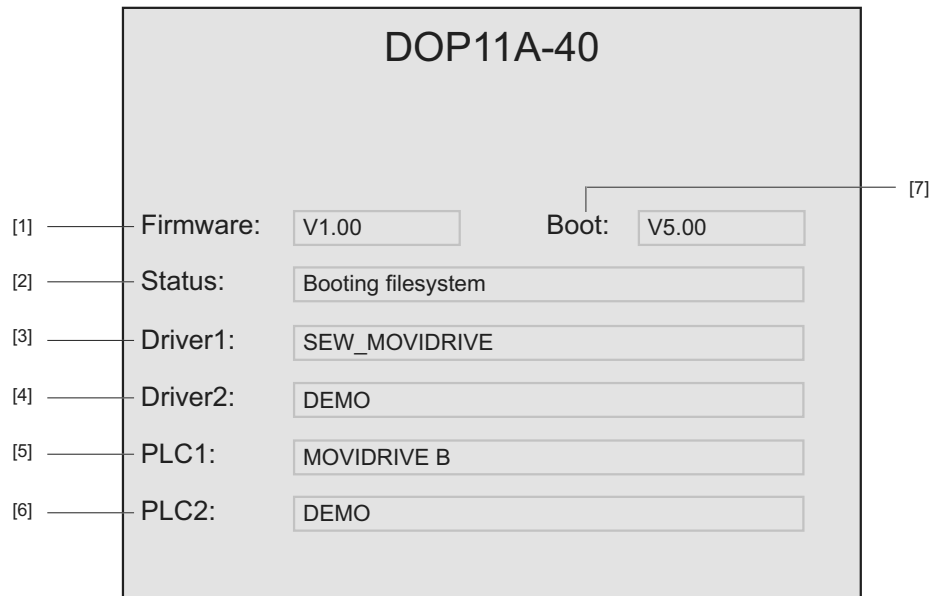 DOP11A-40
[7]
[1] Firmware: V1.00 Boot: V5.00
[2] Status: Booting filesystem
[3] Driver1: SEW_MOVIDRIVE
[4] Driver2: DEMO
[5] PLC1: MOVIDRIVE B
[6] PLC2: DEMO